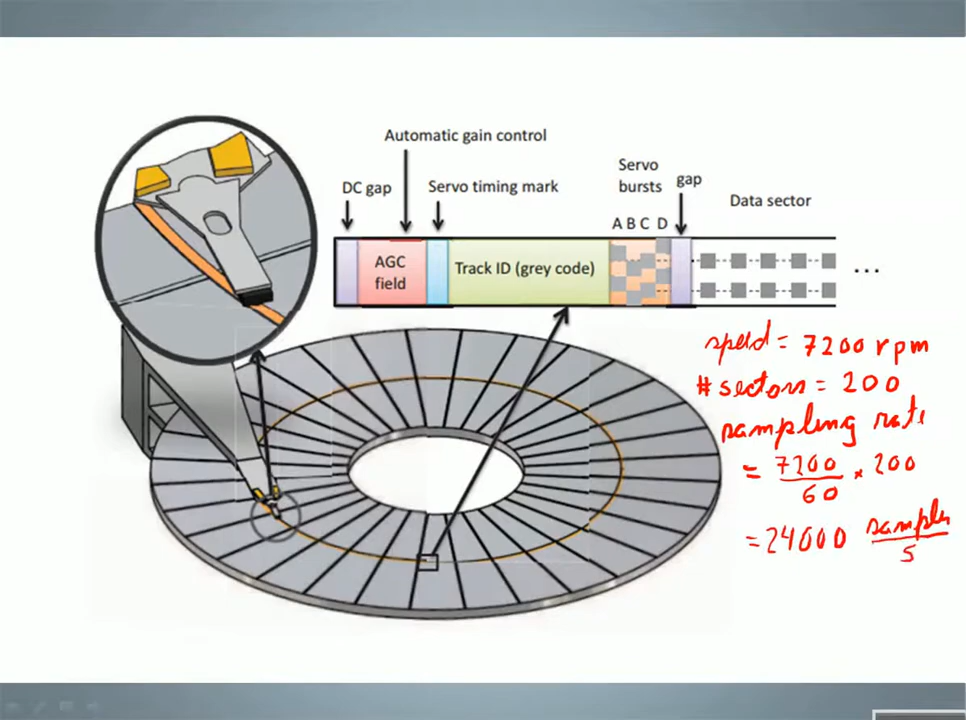 Automatic gain control
DC gap
Servo timing mark
Servo
bursts
gap
Data sector
A B C D
AGC
field
Track ID (grey code)
...
speed = 7200 rpm
# sectors = 200
sampling rate
= 7200/60 × 200
= 24000 samples/s